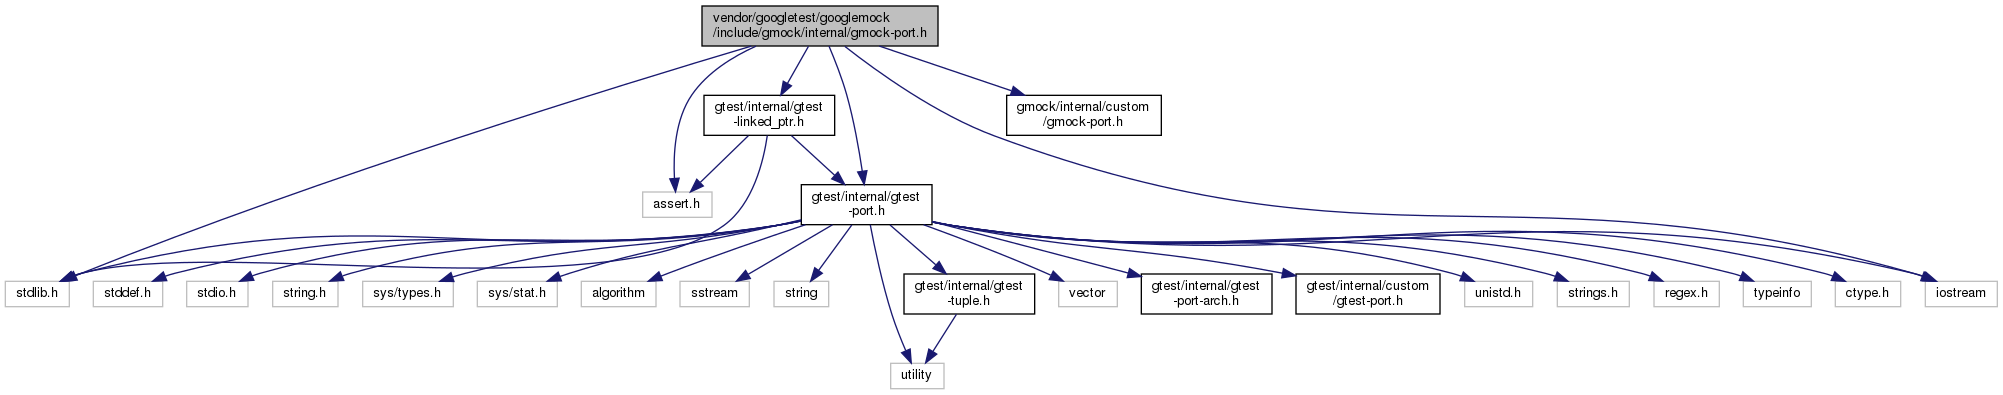 vendor/googletest/googlemock
/include/gmock/internal/gmock-port.h
gtest/internal/gtest
-linked_ptr.h
gmock/internal/custom
/gmock-port.h
assert.h
gtest/internal/gtest
-port.h
stdlib.h
stddef.h
stdio.h
string.h
sys/types.h
sys/stat.h
algorithm
sstream
string
gtest/internal/gtest
-tuple.h
vector
gtest/internal/gtest
-port-arch.h
gtest/internal/custom
/gtest-port.h
unistd.h
strings.h
regex.h
typeinfo
ctype.h
iostream
utility